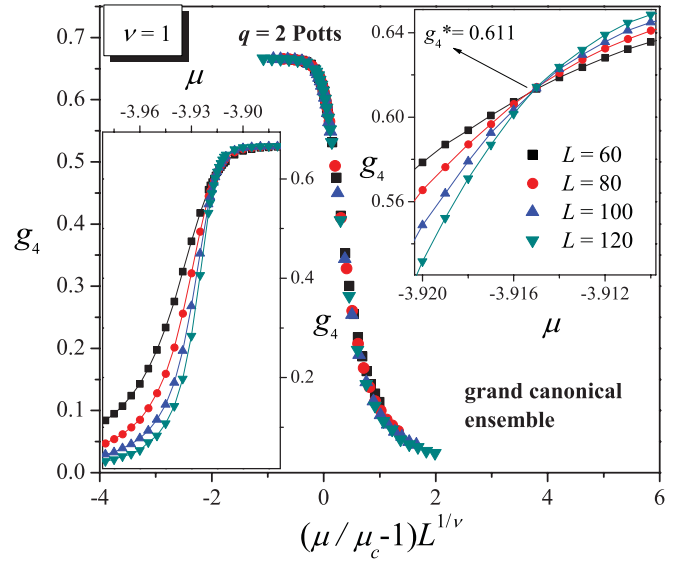 ν = 1
q = 2 Potts
g4*= 0.611
μ
-3.96 -3.93 -3.90
0.7
0.6
0.5
0.4
0.3
0.2
0.1
0.0
g4
0.6
0.4
0.2
g4
0.64
0.60
0.56
g4
L = 60
L = 80
L = 100
L = 120
-3.920 -3.916 -3.912
μ
grand canonical
ensemble
-4 -2 0 2 4 6
(μ / μc-1)L1/ν